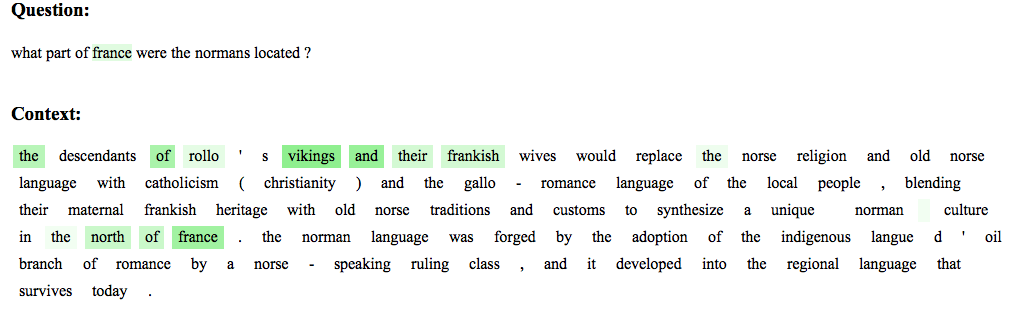 Question:
what part of france were the normans located ?
Context:
the descendants of rollo ' s vikings and their frankish wives would replace the norse religion and old norse
language with catholicism ( christianity ) and the gallo - romance language of the local people , blending
their maternal frankish heritage with old norse traditions and customs to synthesize a unique norman culture
in the north of france . the norman language was forged by the adoption of the indigenous langue d ' oil
branch of romance by a norse - speaking ruling class , and it developed into the regional language that
survives today .